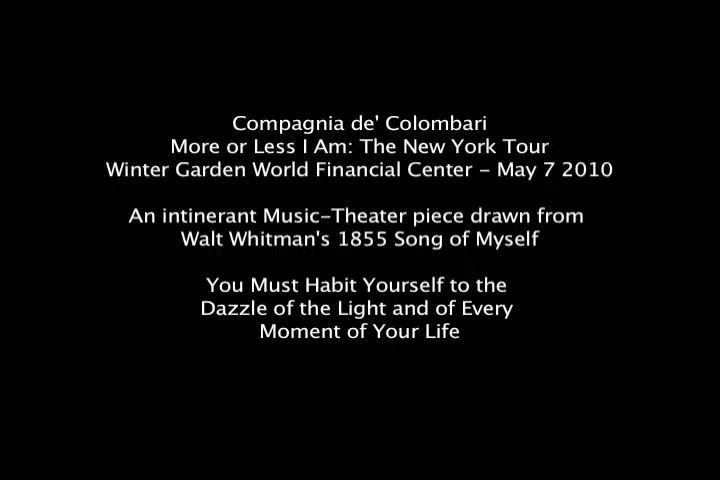 Compagnia de' Colombari
More or Less I Am: The New York Tour
Winter Garden World Financial Center - May 7 2010
An intinerant Music-Theater piece drawn from
Walt Whitman's 1855 Song of Myself
You Must Habit Yourself to the
Dazzle of the Light and of Every
Moment of Your Life